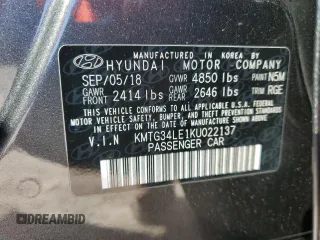 MANUFACTURED IN KOREA BY
HYUNDAI MOTOR COMPANY
SEP/05/18 GVWR 4850 lbs PAINT N5M
GAWR FRONT 2414 lbs GAWR REAR 2646 lbs TRIM RGE
THIS VEHICLE CONFORMS TO ALL APPLICABLE
FEDERAL MOTOR VEHICLE SAFETY, BUMPER, AND
THEFT PREVENTION STANDARDS IN EFFECT ON
THE DATE OF MANUFACTURE SHOWN ABOVE.
V.I.N KMTG34LE1KU022137
PASSENGER CAR
© AUTOBIDMASTER